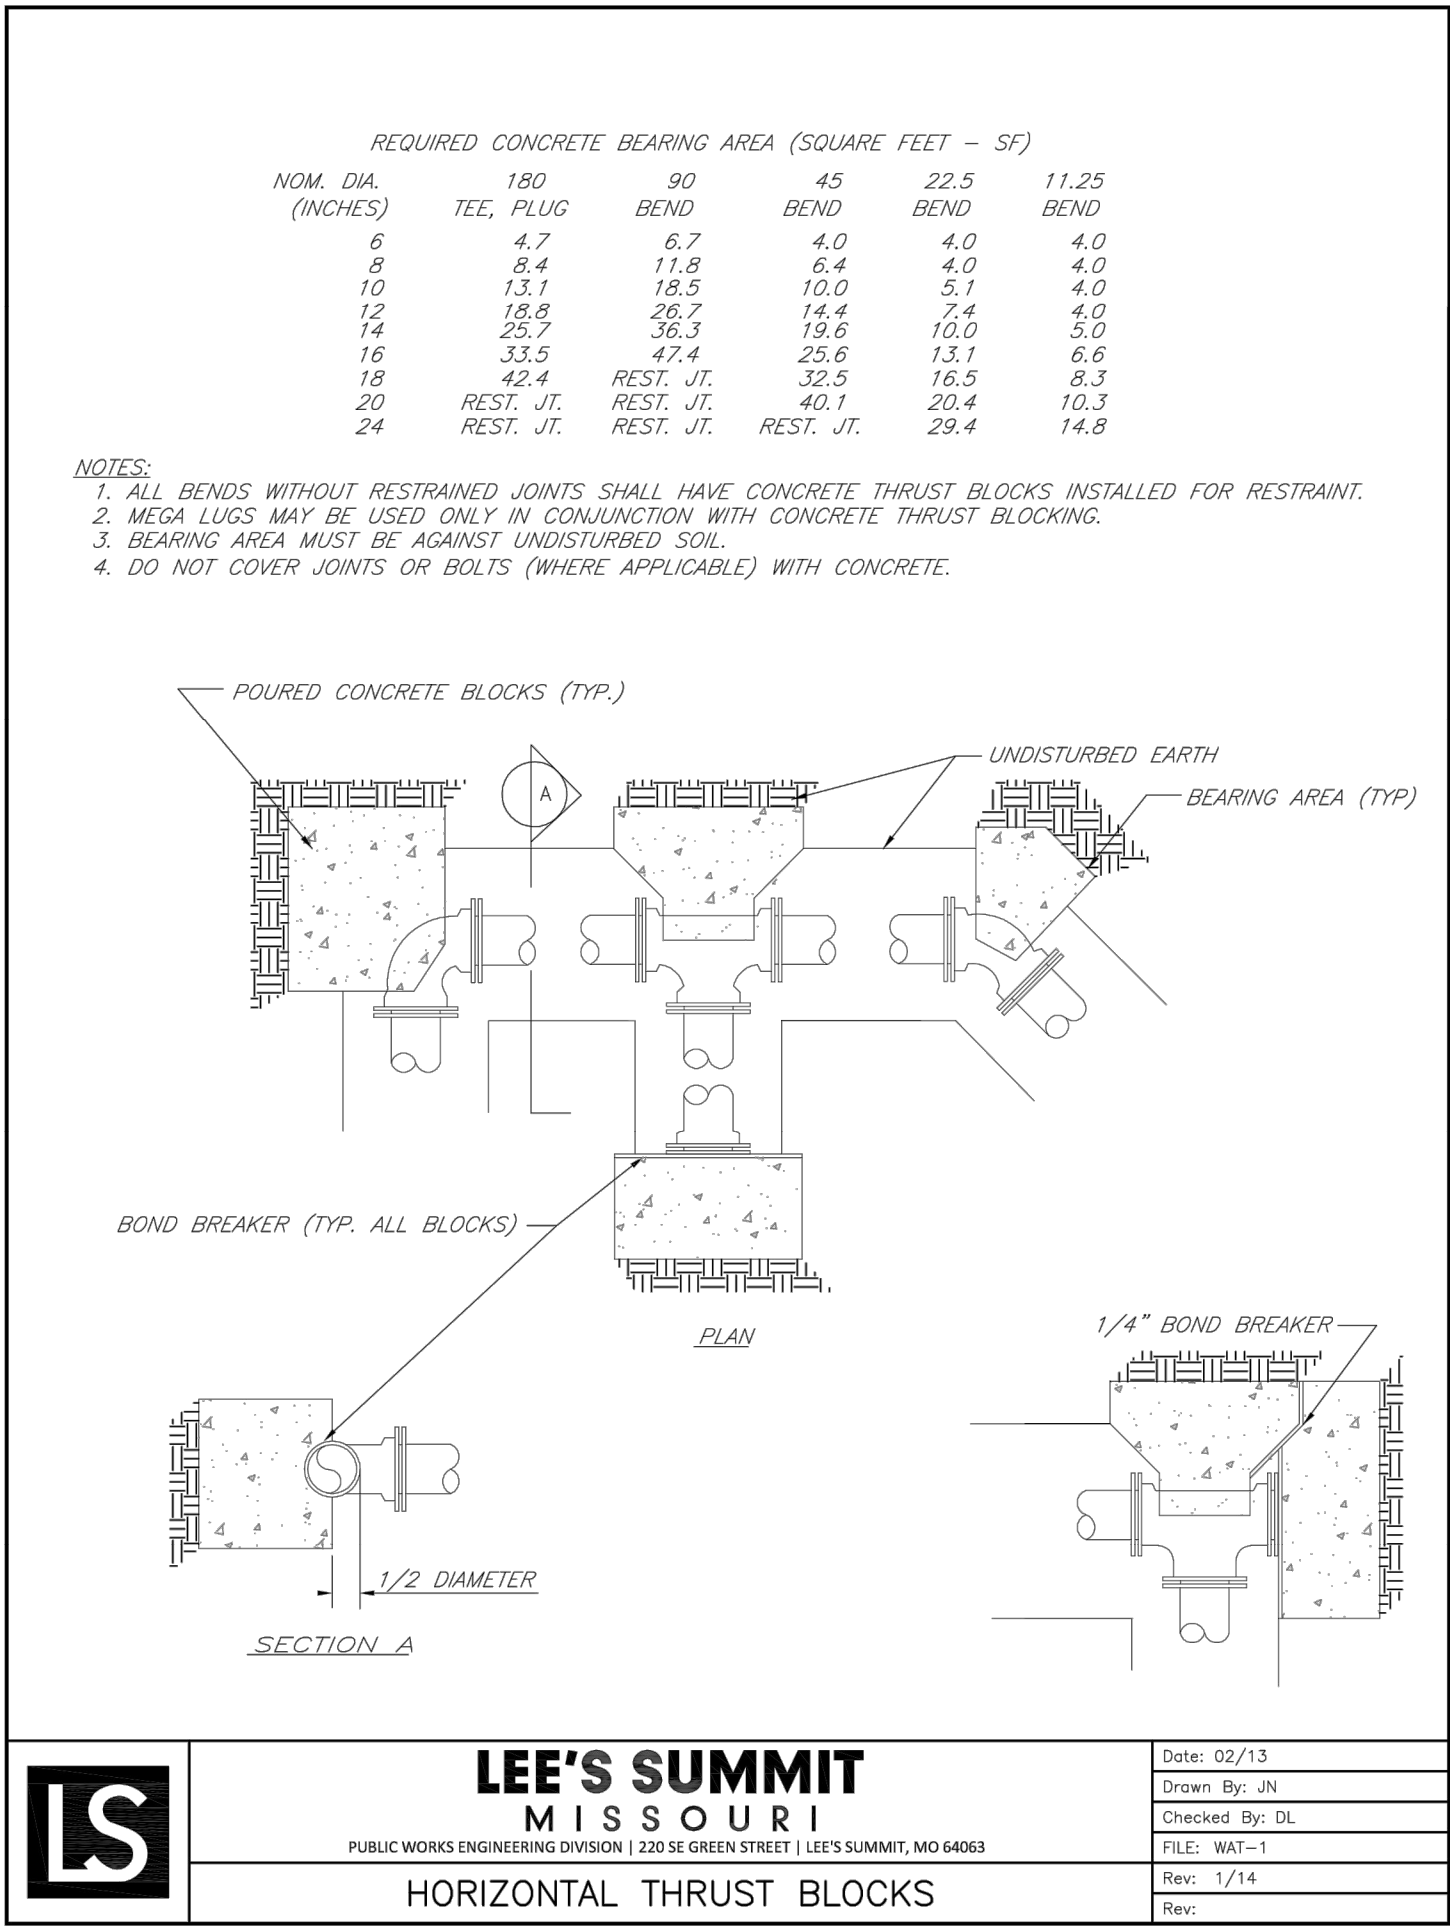 REQUIRED CONCRETE BEARING AREA (SQUARE FEET - SF)
NOM. DIA. 180 90 45 22.5 11.25
(INCHES) TEE, PLUG BEND BEND BEND BEND
6 4.7 6.7 4.0 4.0 4.0
8 8.4 11.8 6.4 4.0 4.0
10 13.1 18.5 10.0 5.1 4.0
12 18.8 26.7 14.4 7.4 4.0
14 25.7 36.3 19.6 10.0 5.0
16 33.5 47.4 25.6 13.1 6.6
18 42.4 REST. JT. 32.5 16.5 8.3
20 REST. JT. REST. JT. 40.1 20.4 10.3
24 REST. JT. REST. JT. REST. JT. 29.4 14.8
NOTES:
1. ALL BENDS WITHOUT RESTRAINED JOINTS SHALL HAVE CONCRETE THRUST BLOCKS INSTALLED FOR RESTRAINT.
2. MEGA LUGS MAY BE USED ONLY IN CONJUNCTION WITH CONCRETE THRUST BLOCKING.
3. BEARING AREA MUST BE AGAINST UNDISTURBED SOIL.
4. DO NOT COVER JOINTS OR BOLTS (WHERE APPLICABLE) WITH CONCRETE.
POURED CONCRETE BLOCKS (TYP.)
UNDISTURBED EARTH
A
BEARING AREA (TYP)
BOND BREAKER (TYP. ALL BLOCKS)
PLAN
1/4" BOND BREAKER
1/2 DIAMETER
SECTION A
LS
LEE'S SUMMIT
MISSOURI
PUBLIC WORKS ENGINEERING DIVISION | 220 SE GREEN STREET | LEE'S SUMMIT, MO 64063
HORIZONTAL THRUST BLOCKS
Date: 02/13
Drawn By: JN
Checked By: DL
FILE: WAT-1
Rev: 1/14
Rev: